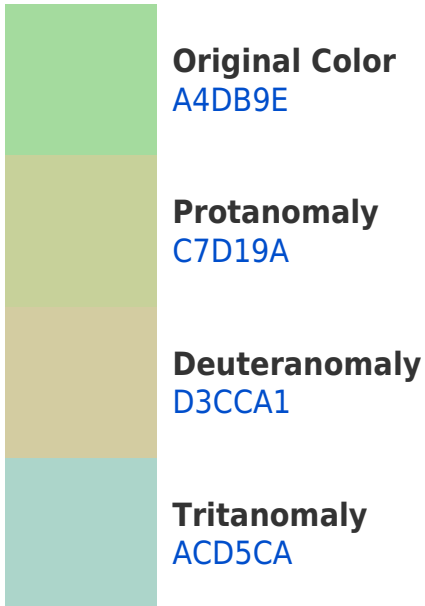 Original Color
A4DB9E
Protanomaly
C7D19A
Deuteranomaly
D3CCA1
Tritanomaly
ACD5CA